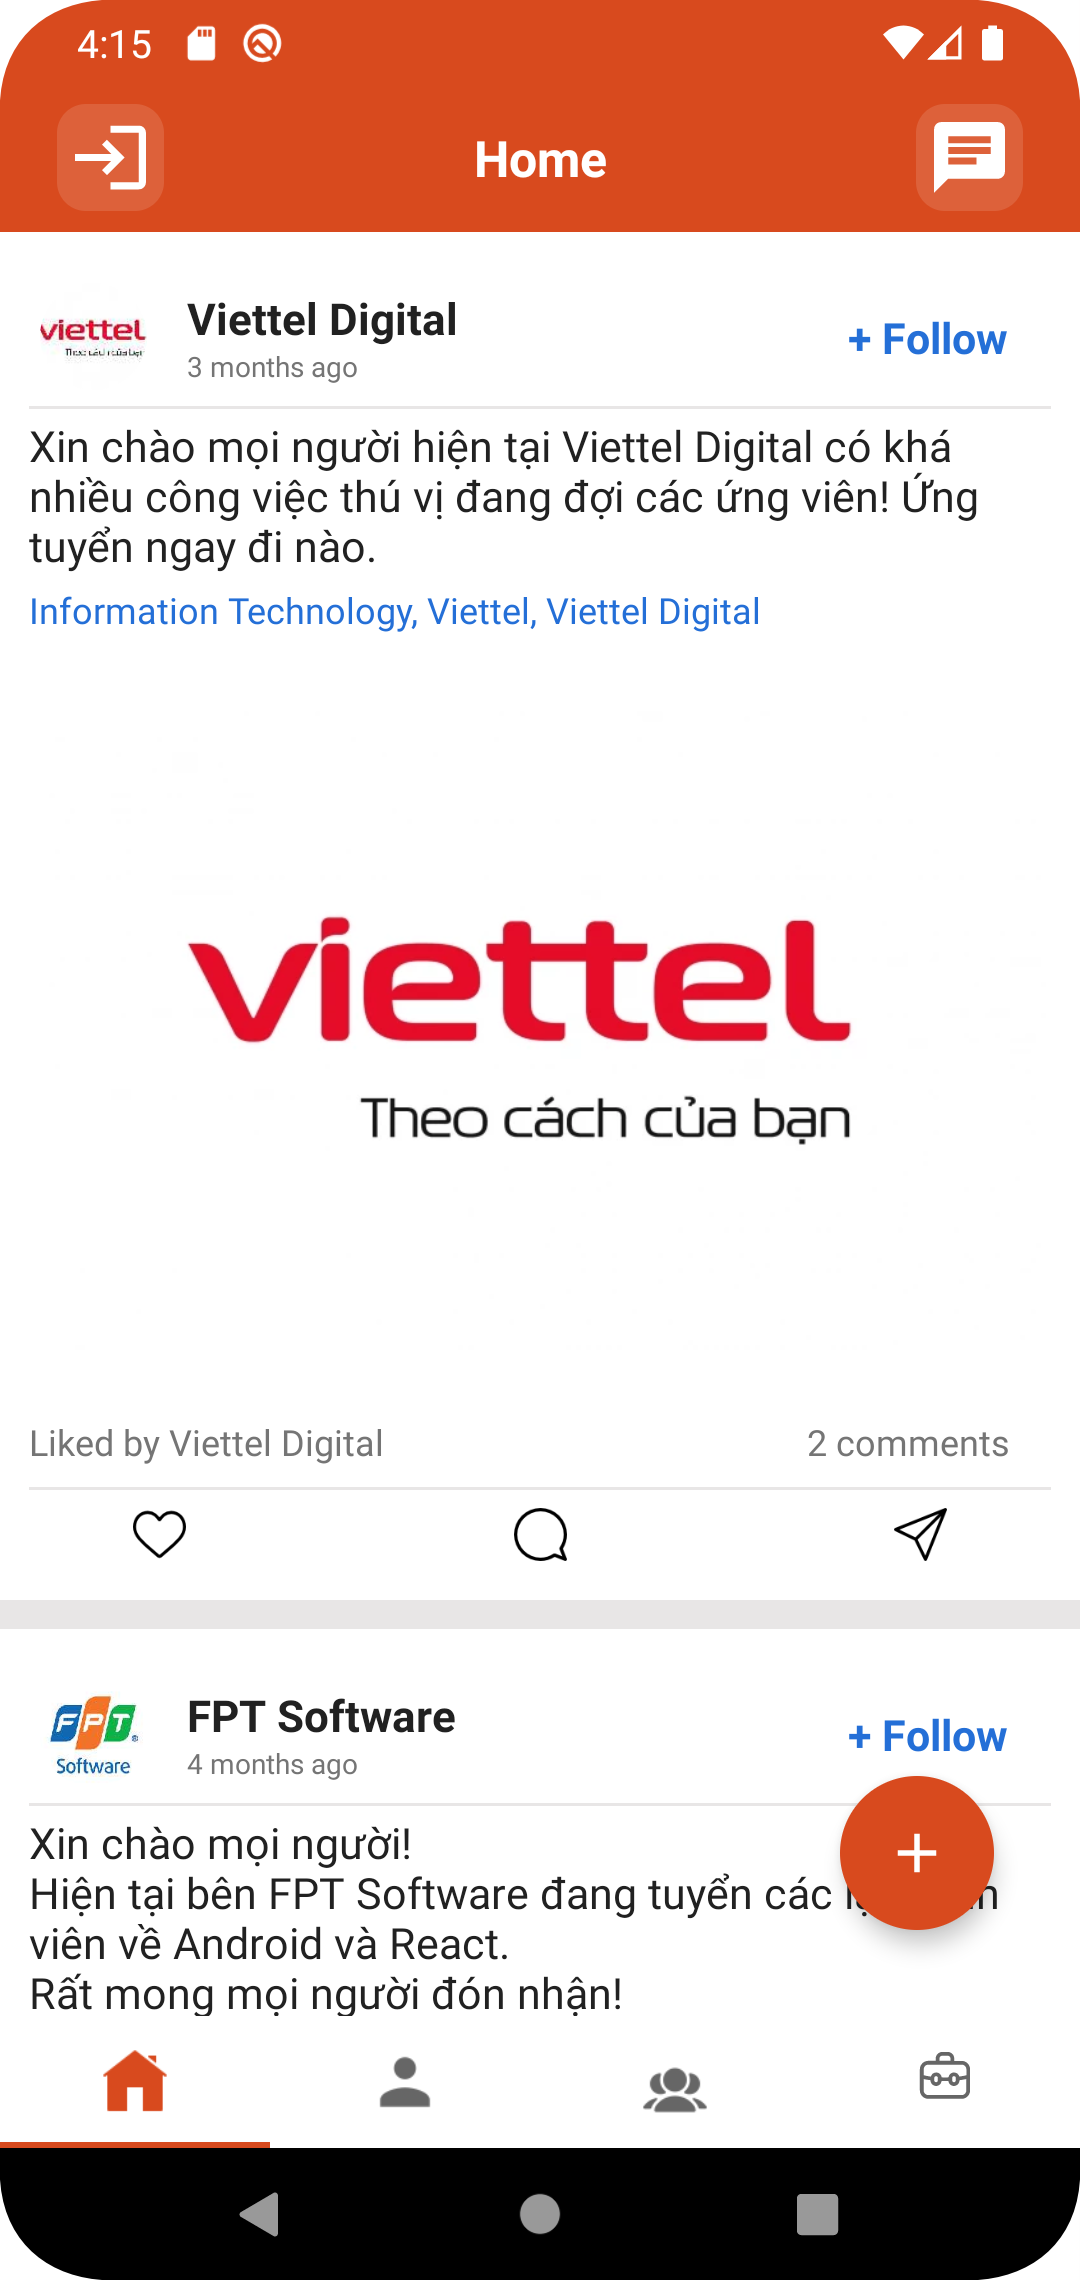 4:15
Home
viettel
Theo cách của bạn
Viettel Digital
3 months ago
+ Follow
Xin chào mọi người hiện tại Viettel Digital có khá
nhiều công việc thú vị đang đợi các ứng viên! Ứng
tuyển ngay đi nào.
Information Technology, Viettel, Viettel Digital
viettel
Theo cách của bạn
Liked by Viettel Digital
2 comments
FPT
Software
FPT Software
4 months ago
+ Follow
Xin chào mọi người!
Hiện tại bên FPT Software đang tuyển các
viên về Android và React.
Rất mong mọi người đón nhận!